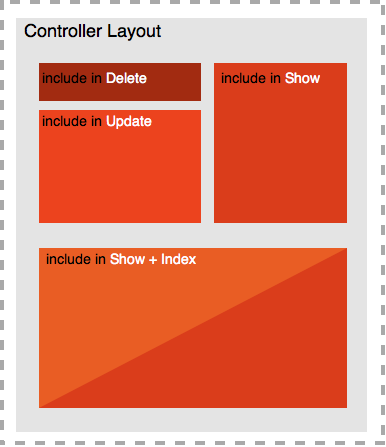 Controller Layout
include in Delete
include in Show
include in Update
include in Show + Index